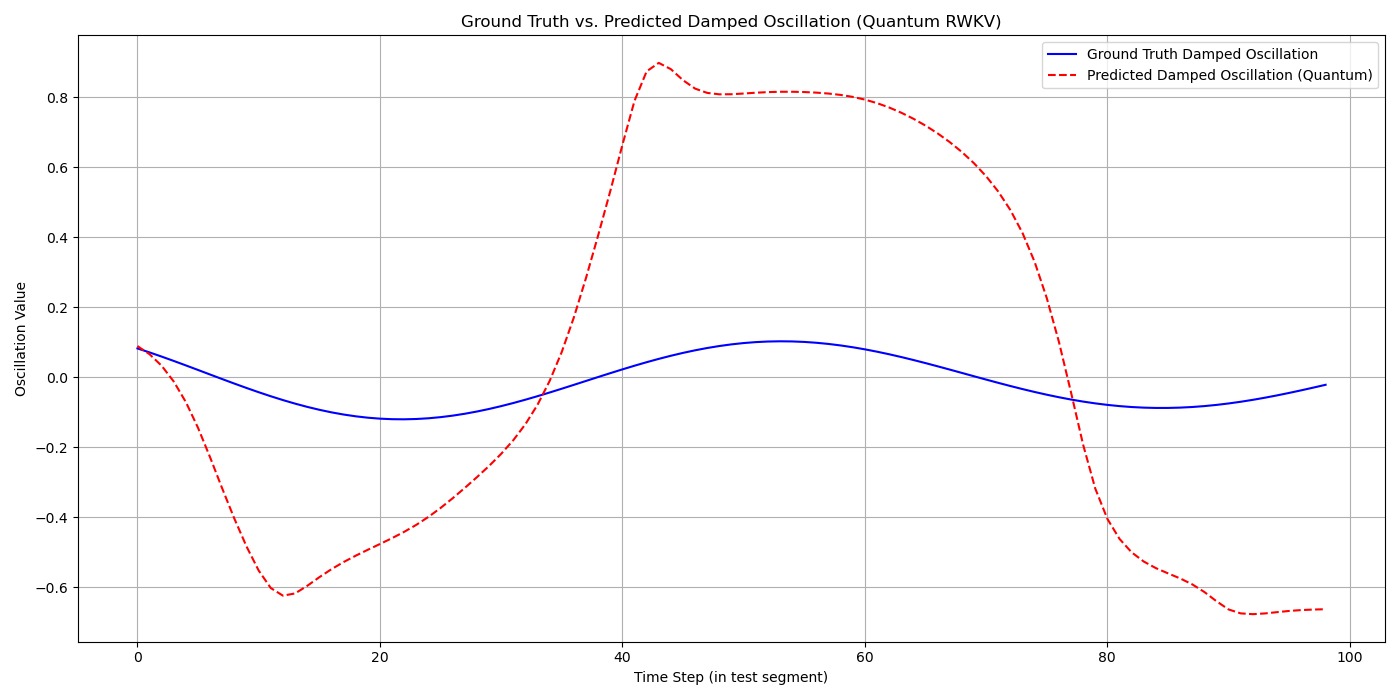 Ground Truth vs. Predicted Damped Oscillation (Quantum RWKV)
Ground Truth Damped Oscillation
Predicted Damped Oscillation (Quantum)
Oscillation Value
0.8
0.6
0.4
0.2
0.0
−0.2
−0.4
−0.6
0 20 40 60 80 100
Time Step (in test segment)